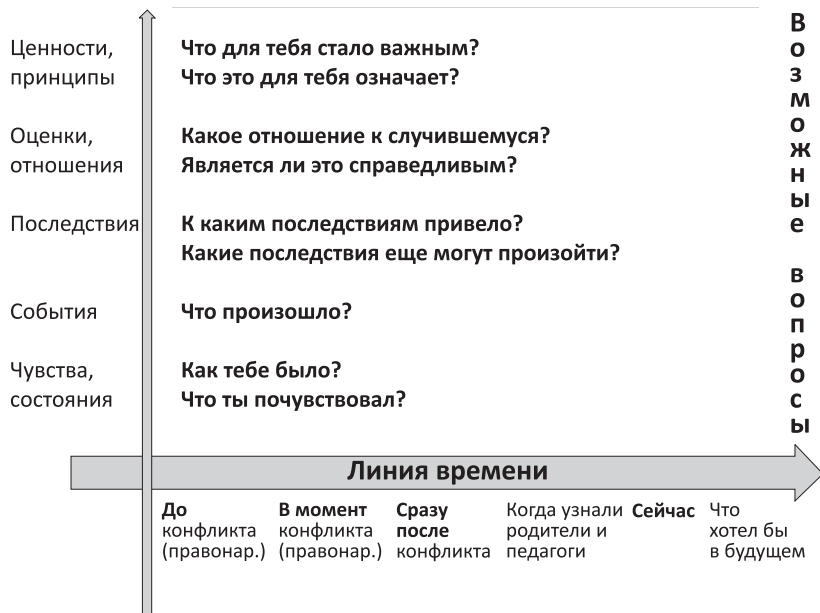 Ценности,
принципы
Что для тебя стало важным?
Что это для тебя означает?
Оценки,
отношения
Какое отношение к случившемуся?
Является ли это справедливым?
Последствия
К каким последствиям привело?
Какие последствия еще могут произойти?
События
Что произошло?
Чувства,
состояния
Как тебе было?
Что ты почувствовал?
Возможные вопросы
Линия времени
До
конфликта
(правонар.)
В момент
конфликта
(правонар.)
Сразу
после
конфликта
Когда узнали
родители и
педагоги
Сейчас
Что
хотел бы
в будущем